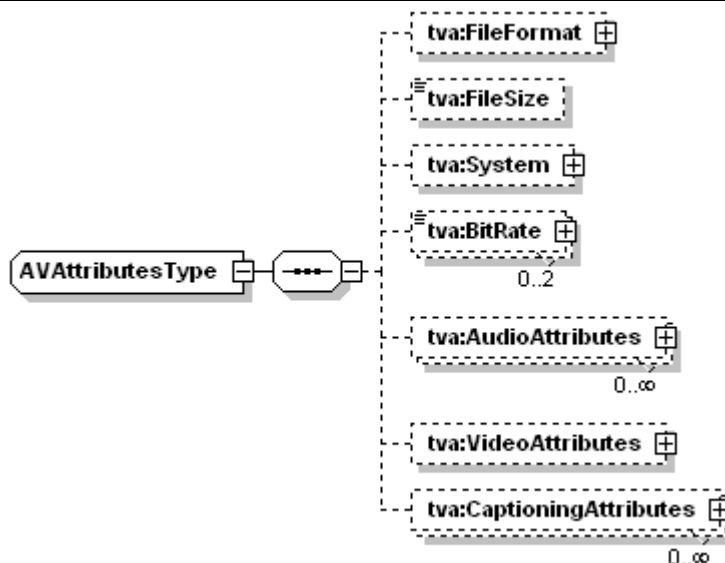 tva:FileFormat
tva:FileSize
tva:System
tva:BitRate
0..2
AVAttributesType
tva:AudioAttributes
0..∞
tva:VideoAttributes
tva:CaptioningAttributes
0..∞